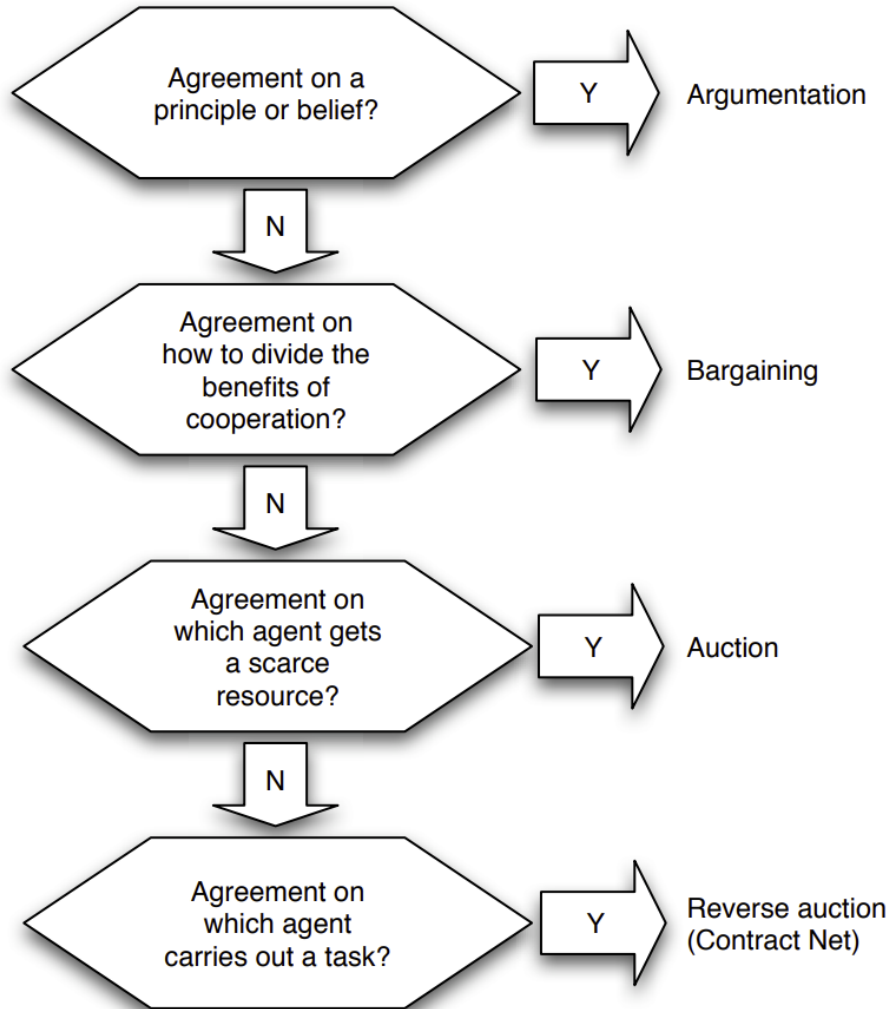 Agreement on a
principle or belief?
Y
Argumentation
N
Agreement on
how to divide the
benefits of
cooperation?
Y
Bargaining
N
Agreement on
which agent gets
a scarce
resource?
Y
Auction
N
Agreement on
which agent
carries out a task?
Y
Reverse auction
(Contract Net)